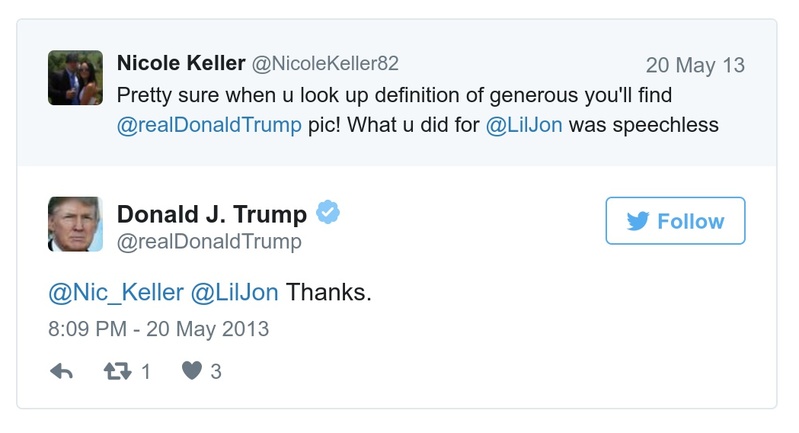 Nicole Keller @NicoleKeller82 20 May 13
Pretty sure when u look up definition of generous you'll find
@realDonaldTrump pic! What u did for @LilJon was speechless
Donald J. Trump
@realDonaldTrump
Follow
@Nic_Keller @LilJon Thanks.
8:09 PM - 20 May 2013
1 3